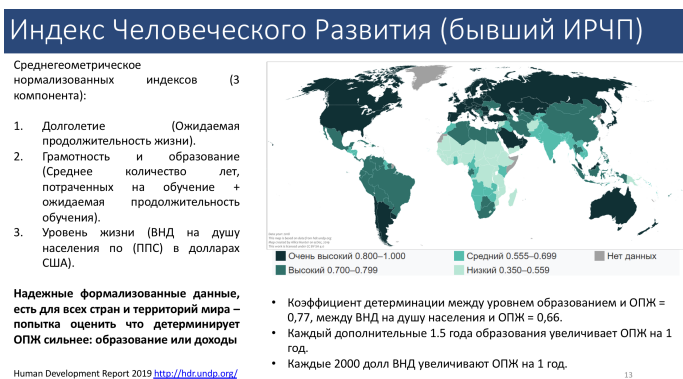 Индекс Человеческого Развития (бывший ИРЧП)
Среднегеометрическое
нормализованных индексов (3
компонента):
1. Долголетие (Ожидаемая
продолжительность жизни).
2. Грамотность и образование
(Среднее количество лет,
потраченных на обучение +
ожидаемая продолжительность
обучения).
3. Уровень жизни (ВНД на душу
населения по (ППС) в долларах
США).
Надежные формализованные данные,
есть для всех стран и территорий мира –
попытка оценить что детерминирует
ОПЖ сильнее: образование или доходы
Human Development Report 2019 http://hdr.undp.org/
Очень высокий 0.800–1.000
Высокий 0.700–0.799
Средний 0.555–0.699
Низкий 0.350–0.559
Нет данных
• Коэффициент детерминации между уровнем образования и ОПЖ =
0,77, между ВНД на душу населения и ОПЖ = 0,66.
• Каждый дополнительные 1.5 года образования увеличивает ОПЖ на 1
год.
• Каждые 2000 долл ВНД увеличивают ОПЖ на 1 год.
13